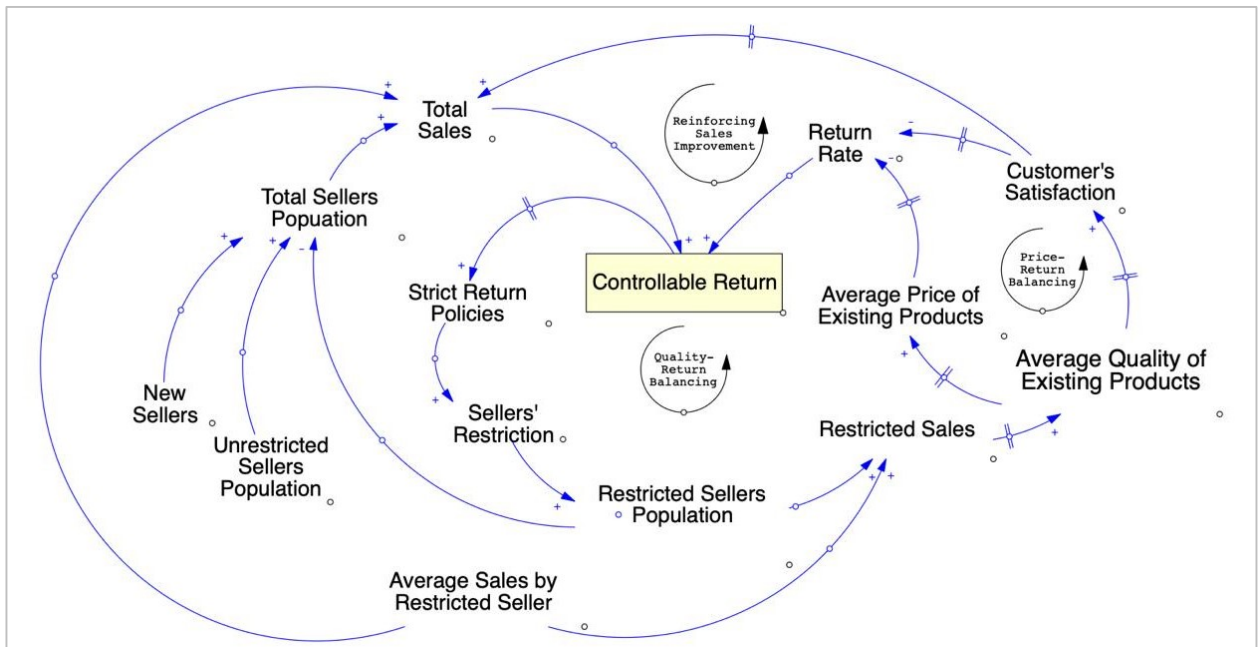 Total
Sales
Reinforcing
Sales
Improvement
Return
Rate
Customer's
Satisfaction
Total Sellers
Popuation
Controllable Return
Price-
Return
Balancing
Strict Return
Policies
Average Price of
Existing Products
Quality-
Return
Balancing
Average Quality of
Existing Products
New
Sellers
Sellers'
Restriction
Restricted Sales
Unrestricted
Sellers
Population
Restricted Sellers
Population
Average Sales by
Restricted Seller